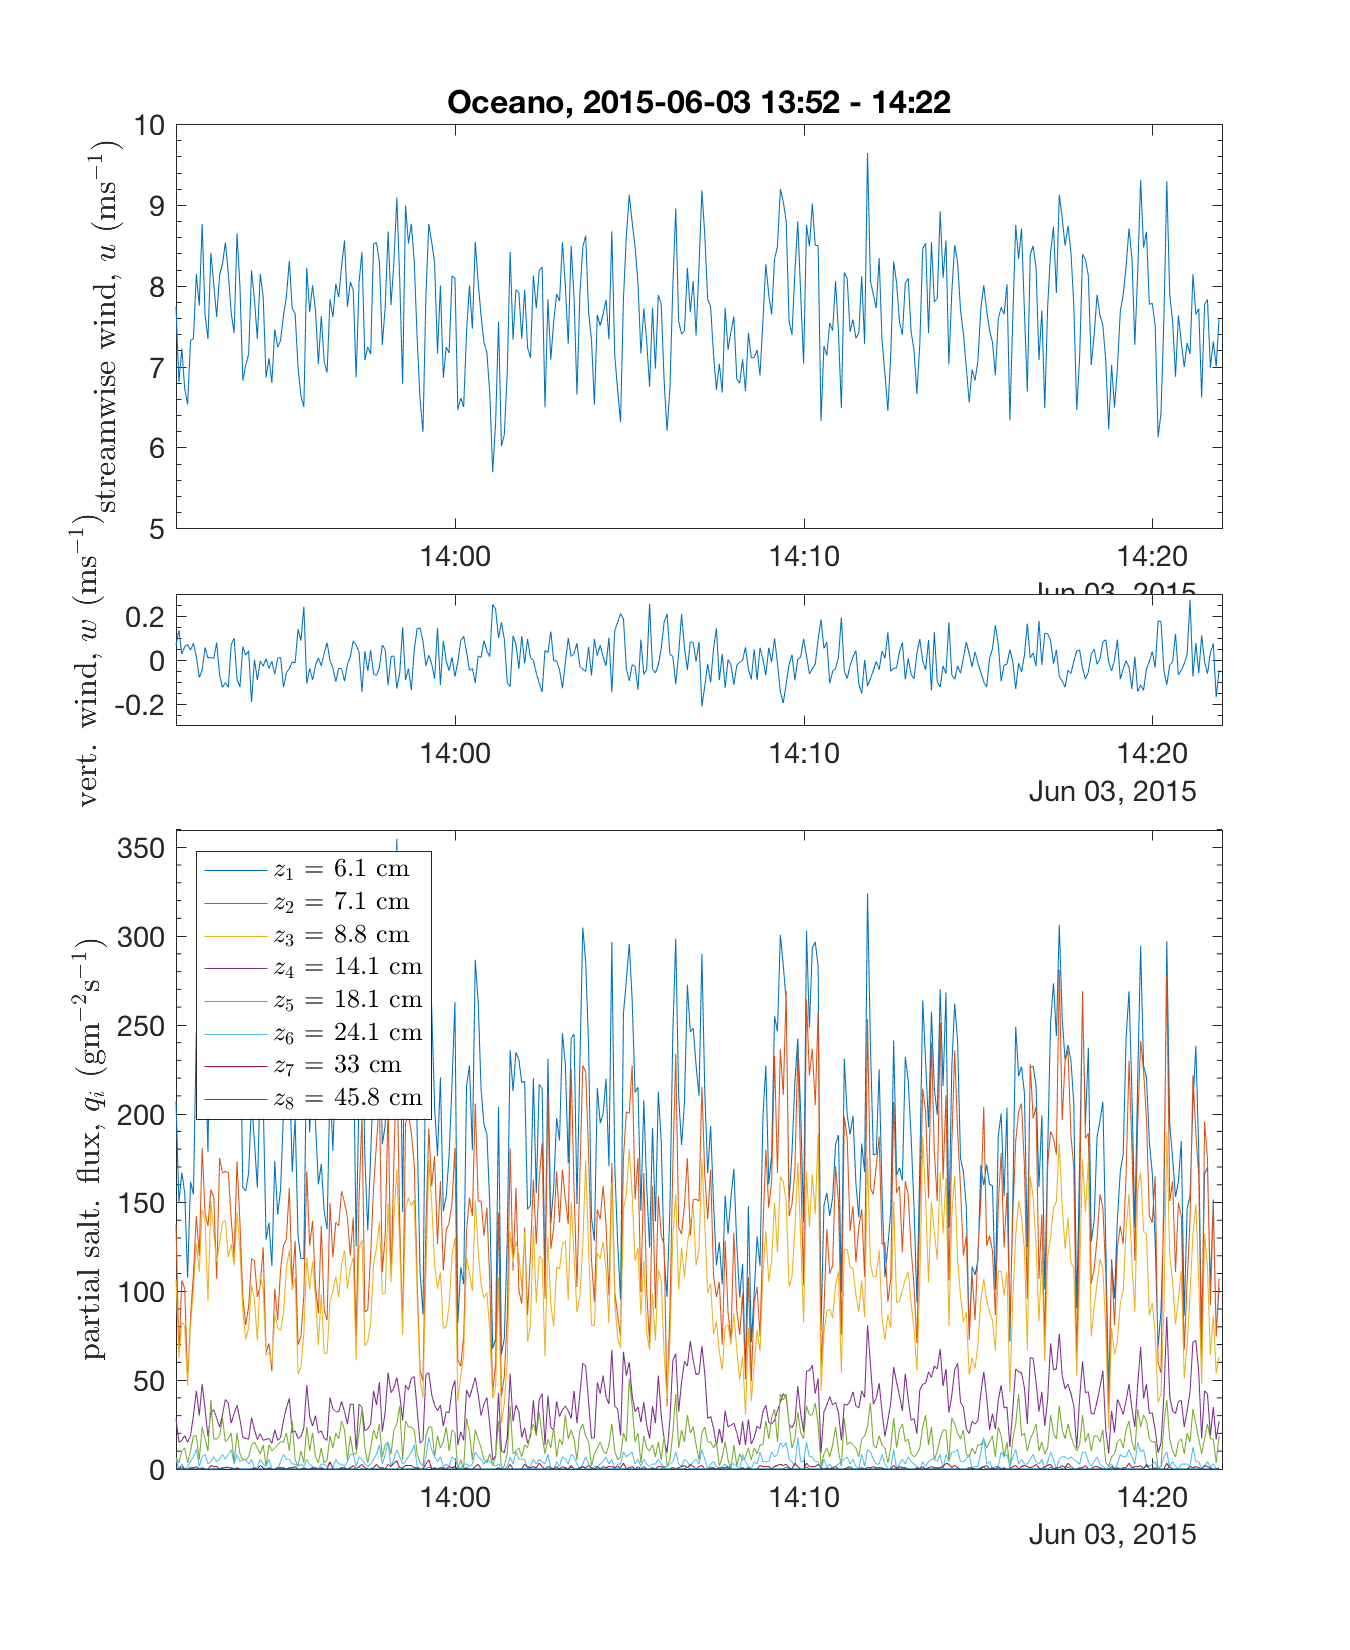 Oceano, 2015-06-03 13:52 - 14:22
streamwise wind, u (ms⁻¹)
10
9
8
7
6
5
14:00 14:10 14:20
Jun 03, 2015
vert. wind, w (ms⁻¹)
0.2
0
-0.2
14:00 14:10 14:20
Jun 03, 2015
partial salt. flux, qᵢ (gm⁻²s⁻¹)
350
300
250
200
150
100
50
0
z₁ = 6.1 cm
z₂ = 7.1 cm
z₃ = 8.8 cm
z₄ = 14.1 cm
z₅ = 18.1 cm
z₆ = 24.1 cm
z₇ = 33 cm
z₈ = 45.8 cm
14:00 14:10 14:20
Jun 03, 2015